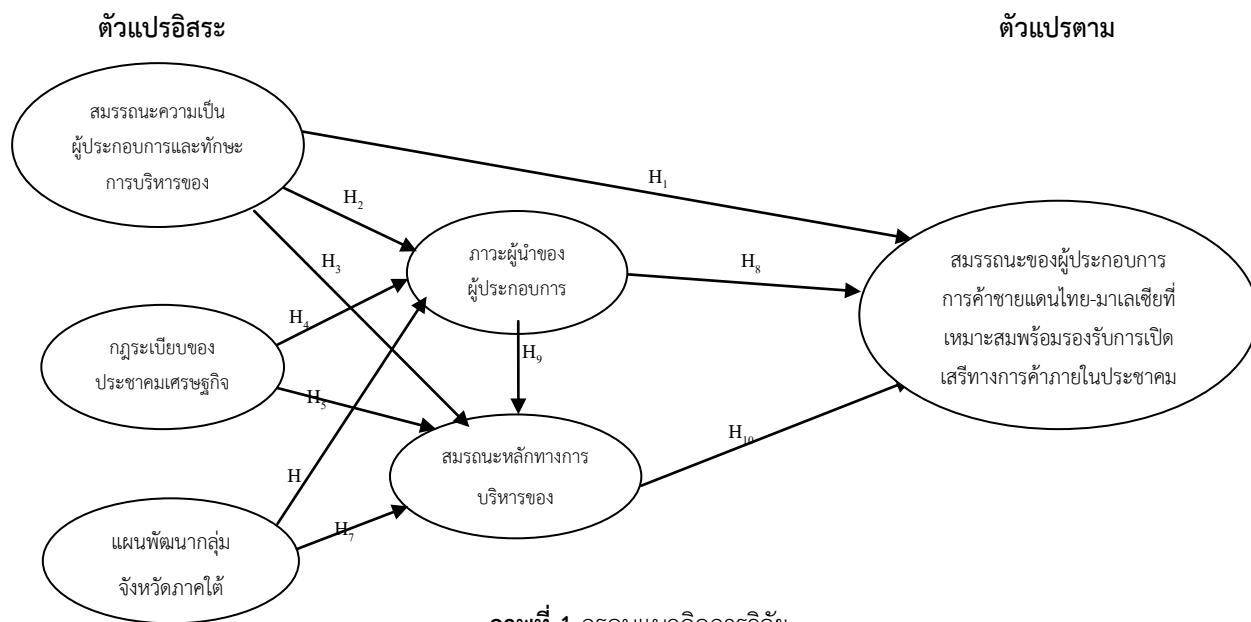 ตัวแปรอิสระ
ตัวแปรตาม
สมรรถนะความเป็น
ผู้ประกอบการและทักษะ
การบริหารของ
H1
H2
H3
ภาวะผู้นำของ
ผู้ประกอบการ
H8
สมรรถนะของผู้ประกอบการ
การค้าชายแดนไทย-มาเลเซียที่
เหมาะสมพร้อมรองรับการเปิด
เสรีทางการค้าภายในประชาคม
H4
กฎระเบียบของ
ประชาคมเศรษฐกิจ
H5
H9
สมรถนะหลักทางการ
บริหารของ
H10
H
H7
แผนพัฒนากลุ่ม
จังหวัดภาคใต้